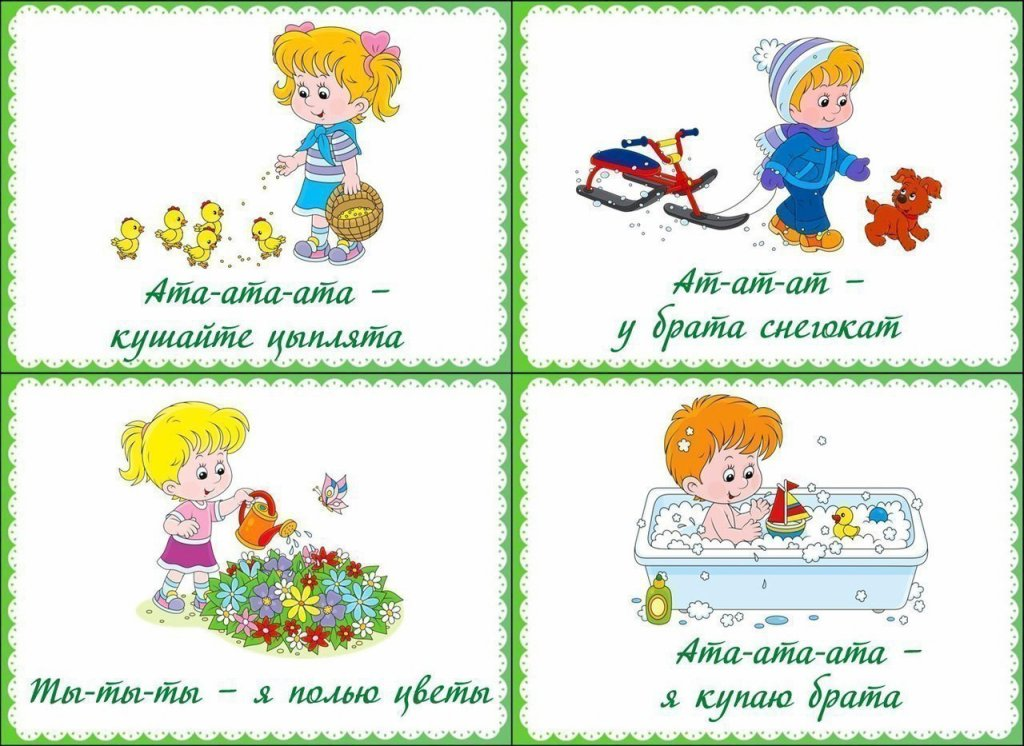 Ата-ата-ата –
кушайте цыплята
Ат-ат-ат –
у брата снегокат
Ты-ты-ты – я полью цветы
Ата-ата-ата –
я купаю брата